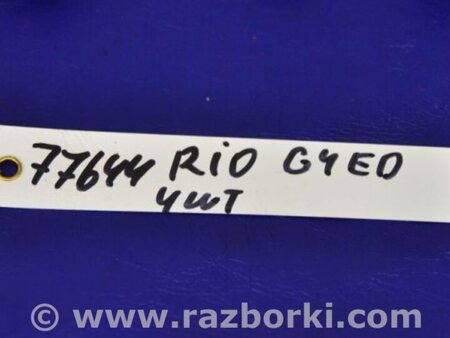 77644 RIO G4ED
4шт
© www.razborki.com